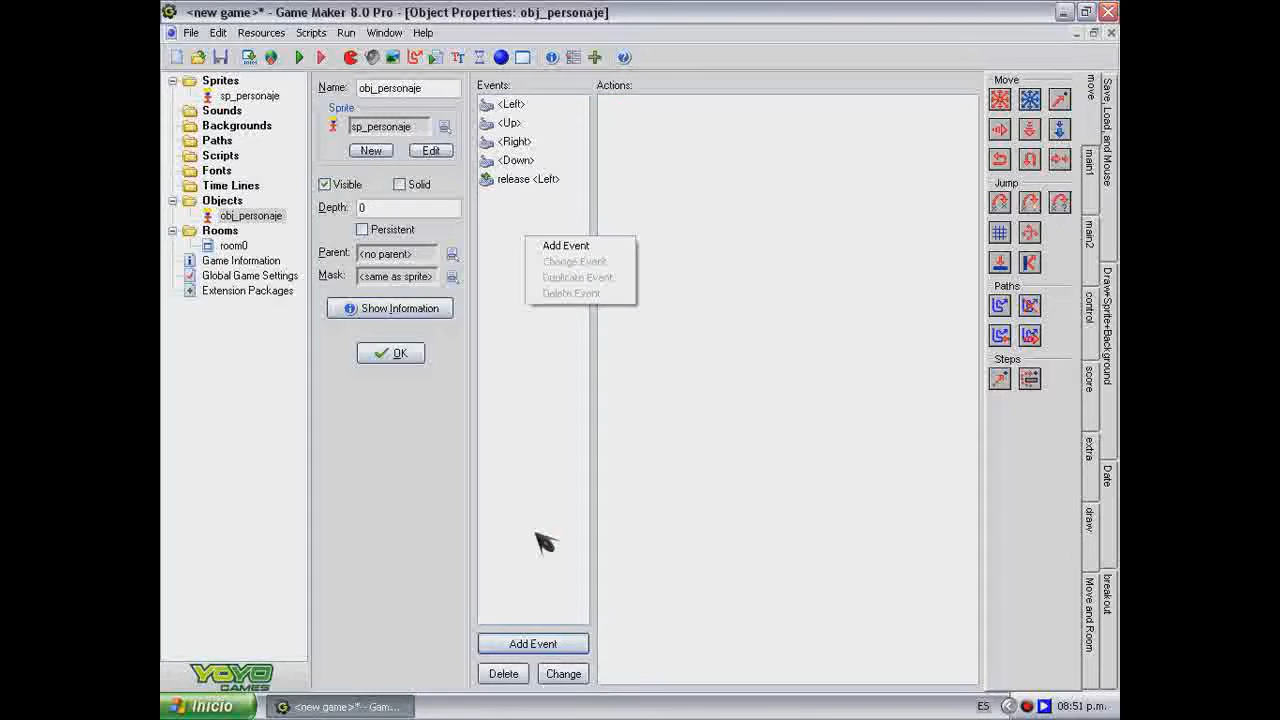 <new game>* - Game Maker 8.0 Pro - [Object Properties: obj_personaje]
File Edit Resources Scripts Run Window Help
Sprites
sp_personaje
Sounds
Backgrounds
Paths
Scripts
Fonts
Time Lines
Objects
obj_personaje
Rooms
room0
Game Information
Global Game Settings
Extension Packages
YOYO
GAMES
Name: obj_personaje
Sprite
sp_personaje
New Edit
Visible Solid
Depth: 0
Persistent
Parent: <no parent>
Mask: <same as sprite>
Show Information
OK
Events:
<Left>
<Up>
<Right>
<Down>
release <Left>
Add Event
Change Event
Duplicate Event
Delete Event
Add Event
Delete Change
Actions:
Move
Jump
Paths
Steps
move
main1
main2
control
score
extra
draw
Move and Room
Save, Load, and Mouse
Draw+Sprite+Background
Date
breakout
Inicio
<new game>* - Gam...
ES
08:51 p.m.